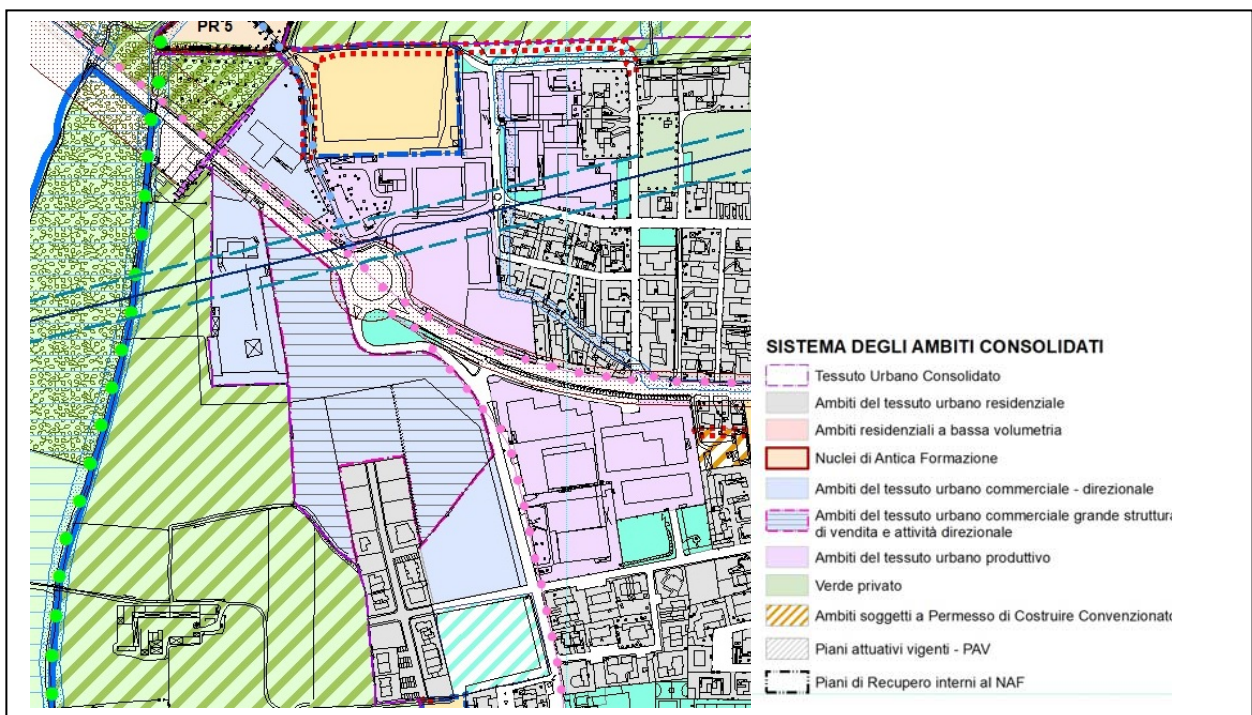 PR 5
SISTEMA DEGLI AMBITI CONSOLIDATI
Tessuto Urbano Consolidato
Ambiti del tessuto urbano residenziale
Ambiti residenziali a bassa volumetria
Nuclei di Antica Formazione
Ambiti del tessuto urbano commerciale - direzionale
Ambiti del tessuto urbano commerciale grande struttura
di vendita e attività direzionale
Ambiti del tessuto urbano produttivo
Verde privato
Ambiti soggetti a Permesso di Costruire Convenzionato
Piani attuativi vigenti - PAV
Piani di Recupero interni al NAF